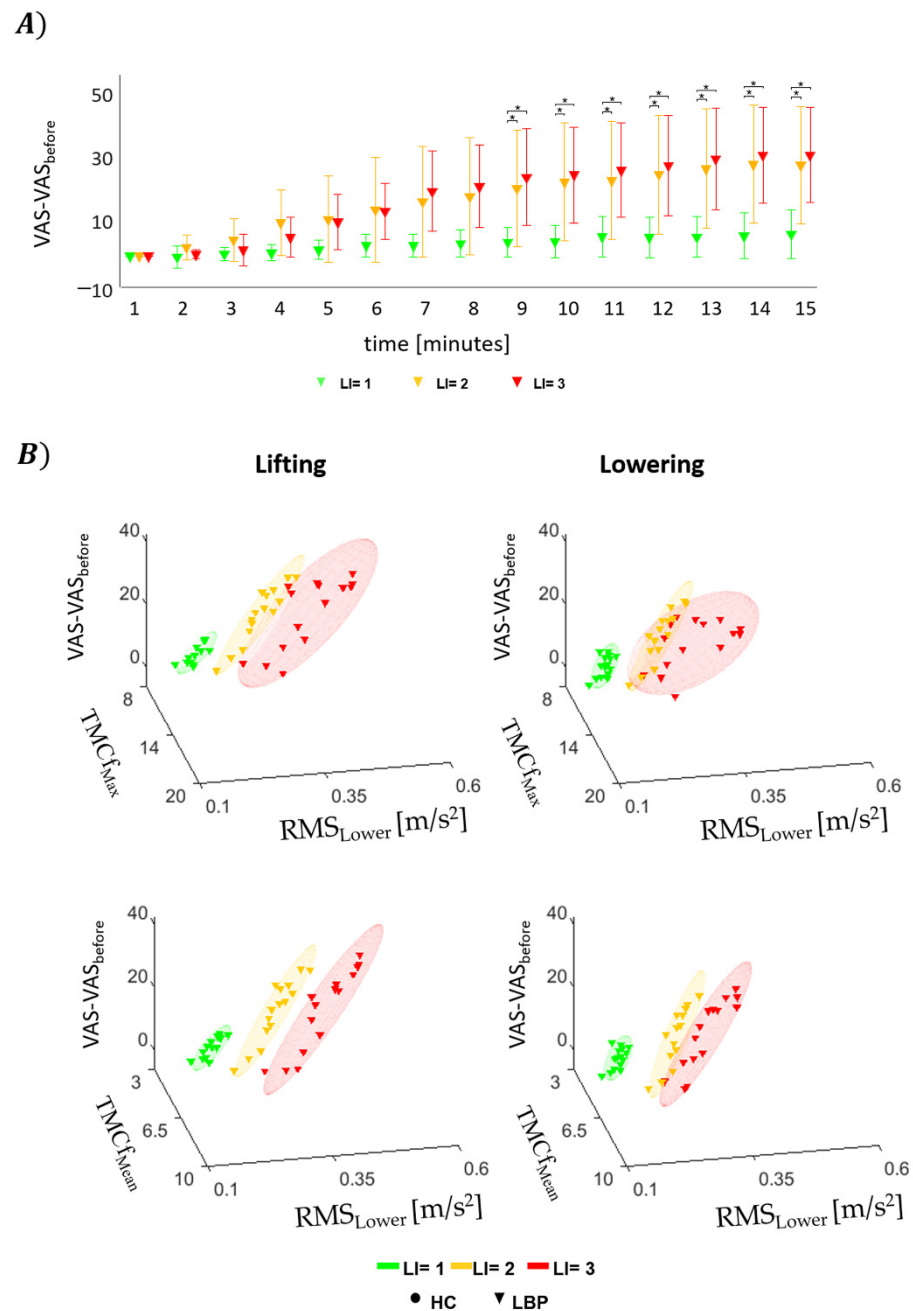 A)
VAS-VASbefore
50
30
10
−10
* * * * * * *
* * * * * * *
1 2 3 4 5 6 7 8 9 10 11 12 13 14 15
time [minutes]
LI= 1 LI= 2 LI= 3
B)
Lifting Lowering
VAS-VASbefore
40
20
0
8
14
20
TMCfMax
0.1 0.35 0.6
RMSLower [m/s²]
VAS-VASbefore
40
20
0
8
14
20
TMCfMax
0.1 0.35 0.6
RMSLower [m/s²]
VAS-VASbefore
40
20
0
3
6.5
10
TMCfMean
0.1 0.35 0.6
RMSLower [m/s²]
VAS-VASbefore
40
20
0
3
6.5
10
TMCfMean
0.1 0.35 0.6
RMSLower [m/s²]
LI= 1 LI= 2 LI= 3
HC LBP